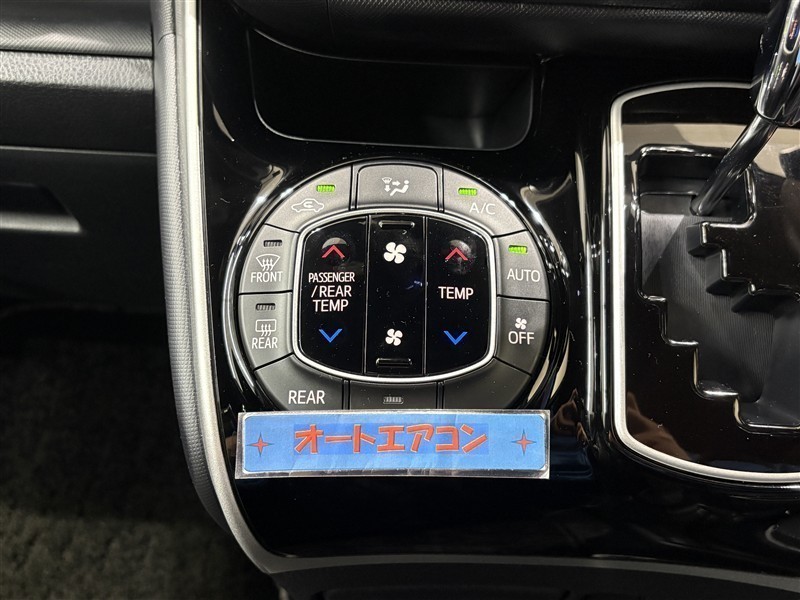 A/C
FRONT
PASSENGER
/REAR
TEMP
TEMP
AUTO
REAR
OFF
REAR
オートエアコン